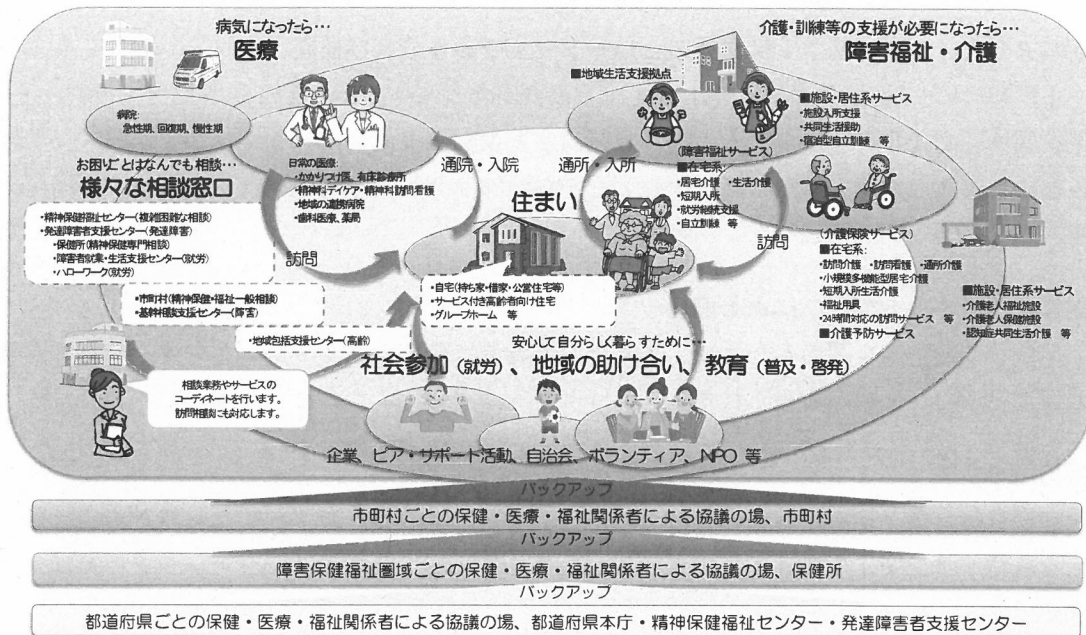 病気になったら…
医療
病院:
急性期、回復期、慢性期
日常の医療:
・かかりつけ医、有床診療所
・精神科デイケア・精神科訪問看護
・地域の連携病院
・歯科医療、薬局
お困りごとはなんでも相談…
様々な相談窓口
・精神保健福祉センター(複雑困難な相談)
・発達障害者支援センター(発達障害)
・保健所(精神保健専門相談)
・障害者就業・生活支援センター(就労)
・ハローワーク(就労)
・市町村(精神保健・福祉一般相談)
・基幹相談支援センター(障害)
・地域包括支援センター(高齢)
相談業務やサービスの
コーディネートを行います。
訪問相談にも対応します。
訪問
通院・入院
通所・入所
訪問
住まい
・自宅(持ち家・借家・公営住宅等)
・サービス付き高齢者向け住宅
・グループホーム 等
介護・訓練等の支援が必要になったら…
障害福祉・介護
■地域生活支援拠点
■施設・居住系サービス
・施設入所支援
・共同生活援助
・宿泊型自立訓練 等
(障害福祉サービス)
■在宅系:
・居宅介護 ・生活介護
・短期入所
・就労継続支援
・自立訓練 等
(介護保険サービス)
■在宅系:
・訪問介護 ・訪問看護 ・通所介護
・小規模多機能型居宅介護
・短期入所生活介護
・福祉用具
・24時間対応の訪問サービス 等
■介護予防サービス
■施設・居住系サービス
・介護老人福祉施設
・介護老人保健施設
・認知症共同生活介護 等
安心して自分らしく暮らすために…
社会参加(就労)、地域の助け合い、教育(普及・啓発)
企業、ピア・サポート活動、自治会、ボランティア、NPO 等
バックアップ
市町村ごとの保健・医療・福祉関係者による協議の場、市町村
バックアップ
障害保健福祉圏域ごとの保健・医療・福祉関係者による協議の場、保健所
バックアップ
都道府県ごとの保健・医療・福祉関係者による協議の場、都道府県本庁・精神保健福祉センター・発達障害者支援センター